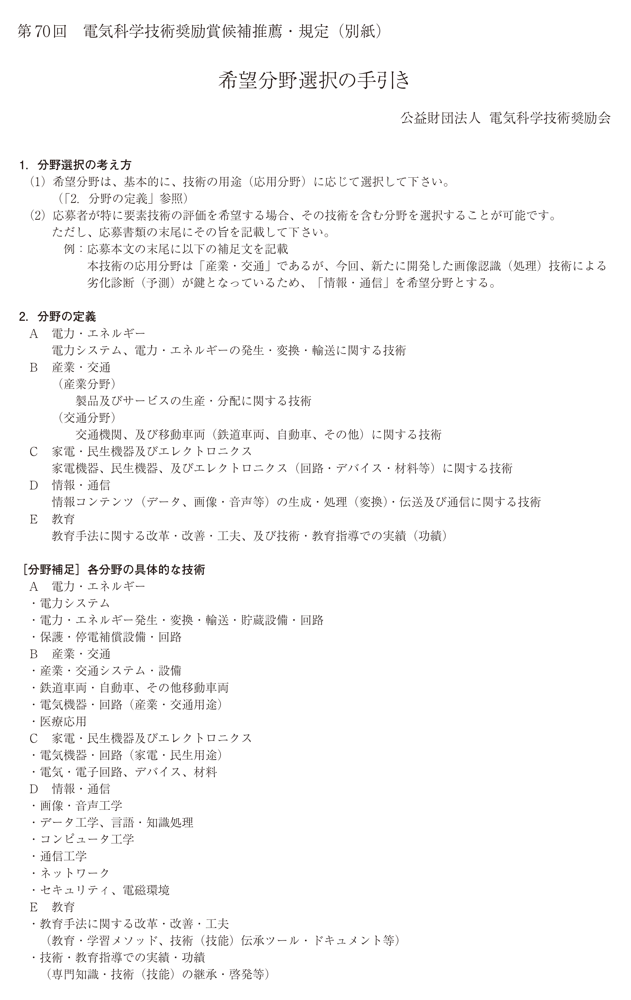 第70回　電気科学技術奨励賞候補推薦・規定（別紙）
希望分野選択の手引き
公益財団法人 電気科学技術奨励会
1. 分野選択の考え方
（1）希望分野は、基本的に、技術の用途（応用分野）に応じて選択して下さい。
（「2. 分野の定義」参照）
（2）応募者が特に要素技術の評価を希望する場合、その技術を含む分野を選択することが可能です。
ただし、応募書類の末尾にその旨を記載して下さい。
例：応募本文の末尾に以下の補足文を記載
本技術の応用分野は「産業・交通」であるが、今回、新たに開発した画像認識（処理）技術による
劣化診断（予測）が鍵となっているため、「情報・通信」を希望分野とする。
2. 分野の定義
A　電力・エネルギー
電力システム、電力・エネルギーの発生・変換・輸送に関する技術
B　産業・交通
（産業分野）
製品及びサービスの生産・分配に関する技術
（交通分野）
交通機関、及び移動車両（鉄道車両、自動車、その他）に関する技術
C　家電・民生機器及びエレクトロニクス
家電機器、民生機器、及びエレクトロニクス（回路・デバイス・材料等）に関する技術
D　情報・通信
情報コンテンツ（データ、画像・音声等）の生成・処理（変換）・伝送及び通信に関する技術
E　教育
教育手法に関する改革・改善・工夫、及び技術・教育指導での実績（功績）
［分野補足］各分野の具体的な技術
A　電力・エネルギー
・電力システム
・電力・エネルギー発生・変換・輸送・貯蔵設備・回路
・保護・停電補償設備・回路
B　産業・交通
・産業・交通システム・設備
・鉄道車両・自動車、その他移動車両
・電気機器・回路（産業・交通用途）
・医療応用
C　家電・民生機器及びエレクトロニクス
・電気機器・回路（家電・民生用途）
・電気・電子回路、デバイス、材料
D　情報・通信
・画像・音声工学
・データ工学、言語・知識処理
・コンピュータ工学
・通信工学
・ネットワーク
・セキュリティ、電磁環境
E　教育
・教育手法に関する改革・改善・工夫
（教育・学習メソッド、技術（技能）伝承ツール・ドキュメント等）
・技術・教育指導での実績・功績
（専門知識・技術（技能）の継承・啓発等）